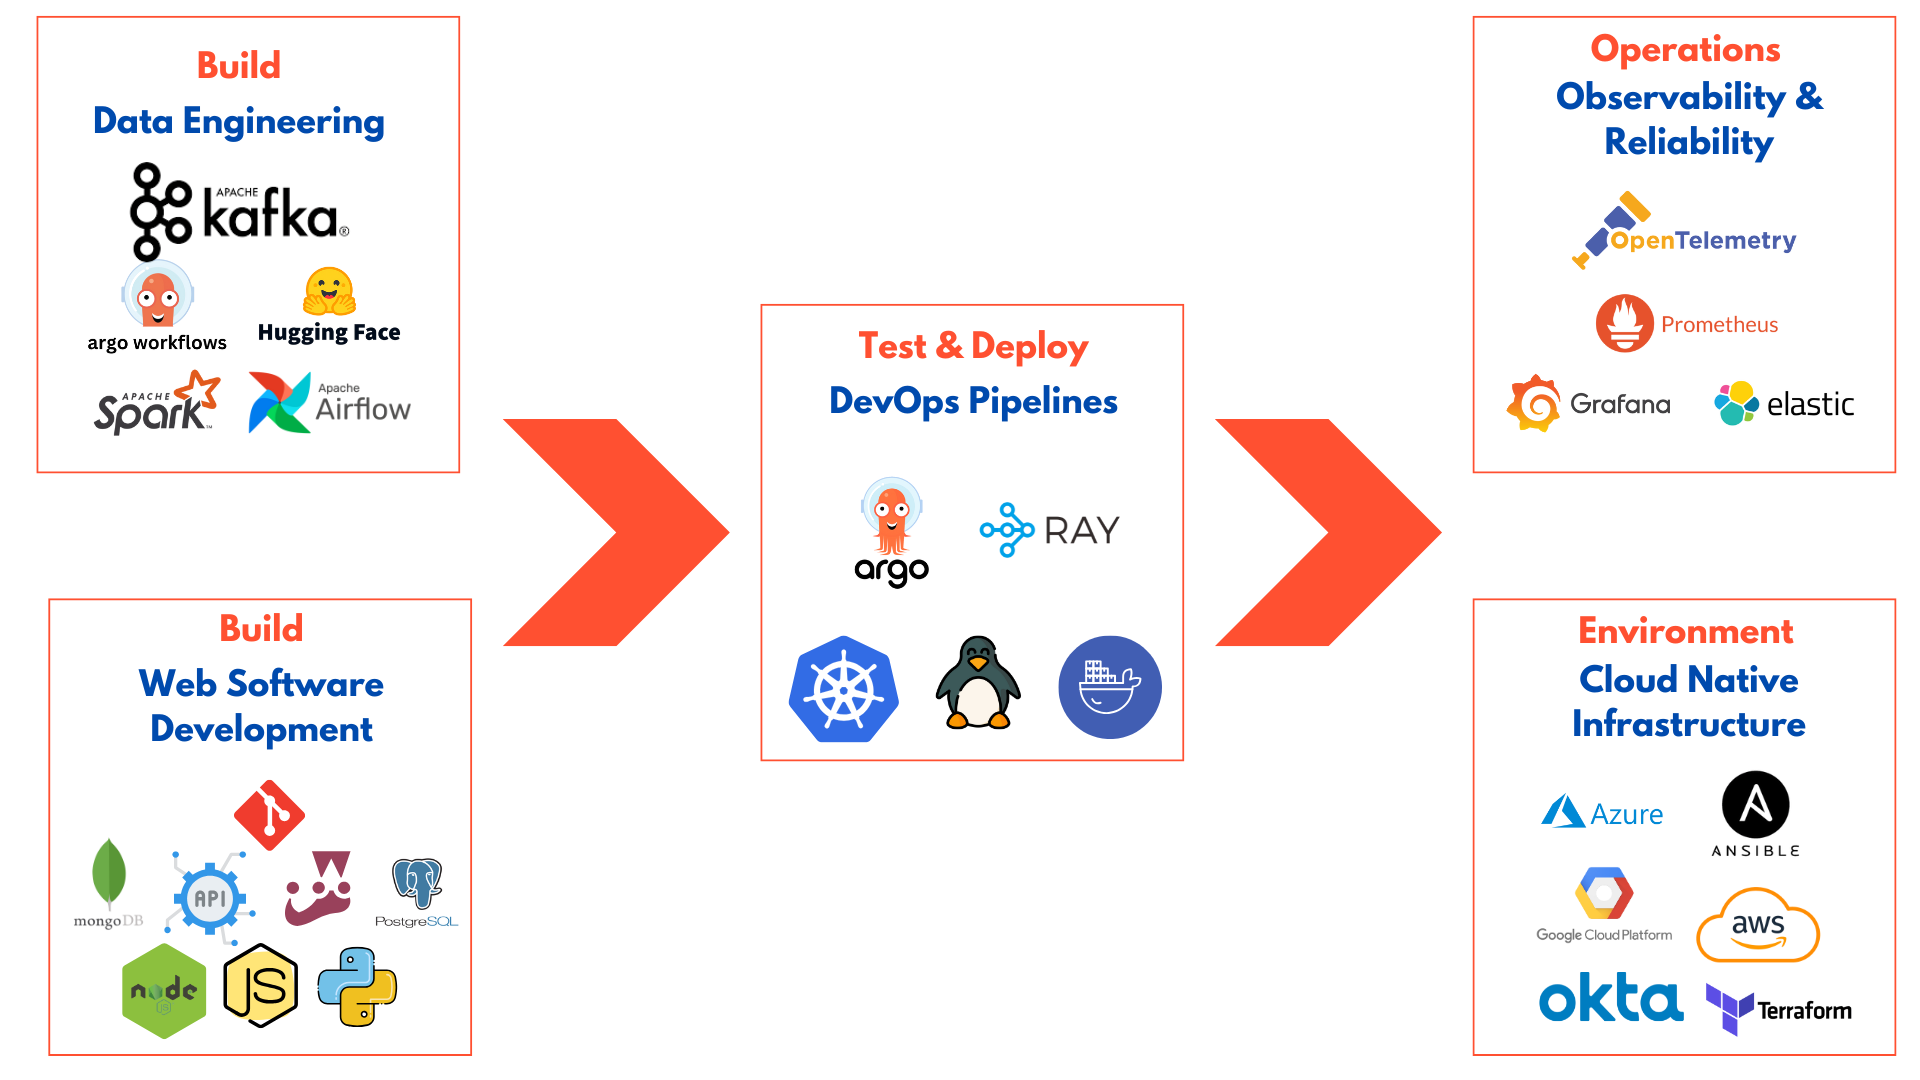 Build
Data Engineering
APACHE
kafka®
argo workflows
Hugging Face
APACHE
Spark™
Apache
Airflow
Build
Web Software
Development
mongoDB
API
PostgreSQL
node
JS
JS
Test & Deploy
DevOps Pipelines
argo
RAY
Operations
Observability &
Reliability
OpenTelemetry
Prometheus
Grafana
elastic
Environment
Cloud Native
Infrastructure
Azure
ANSIBLE
Google Cloud Platform
aws
okta
Terraform